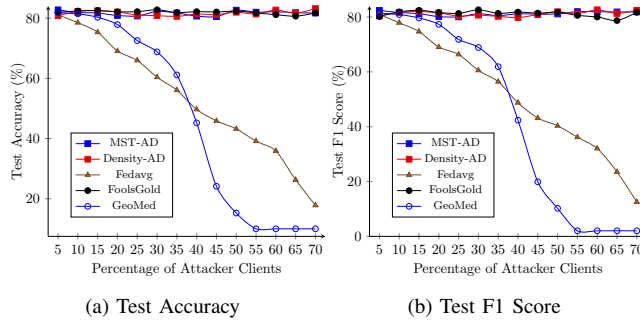 80
60
40
20
Test Accuracy (%)
MST-AD
Density-AD
Fedavg
FoolsGold
GeoMed
5 10 15 20 25 30 35 40 45 50 55 60 65 70
Percentage of Attacker Clients
(a) Test Accuracy
80
60
40
20
0
Test F1 Score (%)
MST-AD
Density-AD
Fedavg
FoolsGold
GeoMed
5 10 15 20 25 30 35 40 45 50 55 60 65 70
Percentage of Attacker Clients
(b) Test F1 Score